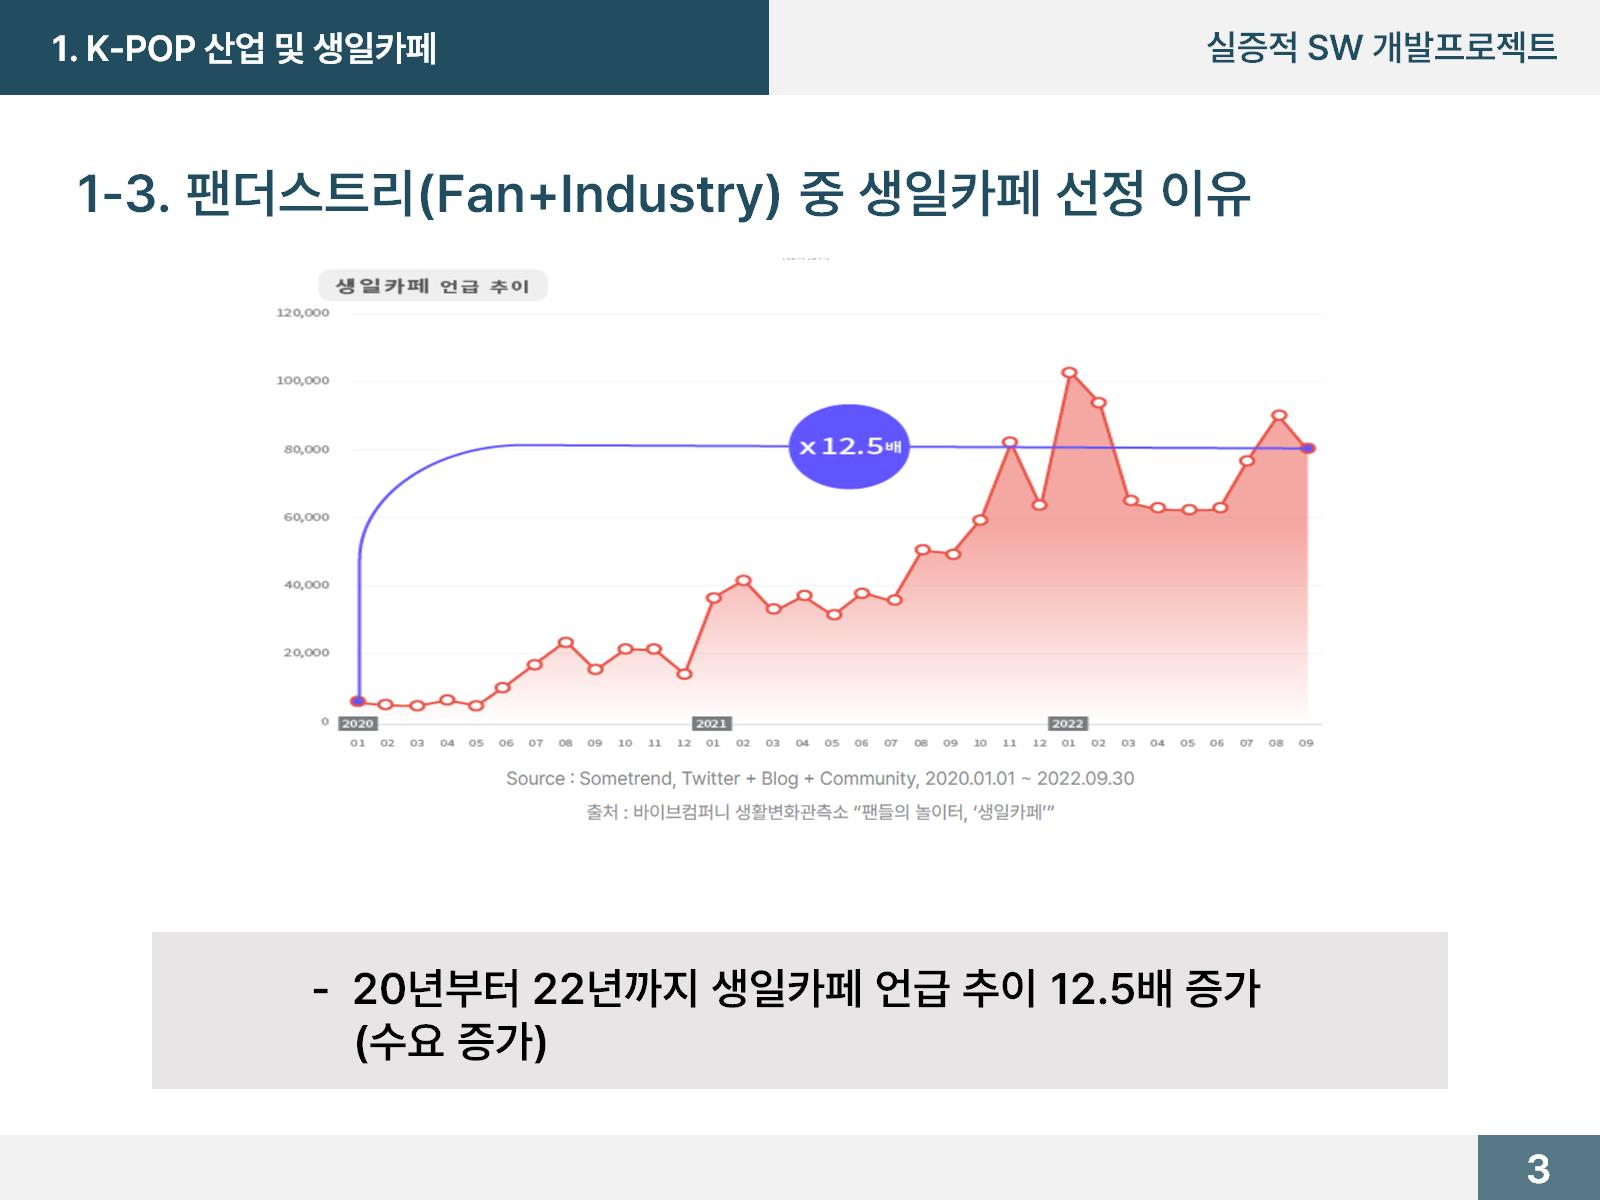 1. K-POP 산업 및 생일카페
실증적 SW 개발프로젝트
1-3. 팬더스트리(Fan+Industry) 중 생일카페 선정 이유
생일카페 언급 추이
120,000
100,000
80,000
60,000
40,000
20,000
0
x 12.5배
2020 2021 2022
01 02 03 04 05 06 07 08 09 10 11 12 01 02 03 04 05 06 07 08 09 10 11 12 01 02 03 04 05 06 07 08 09
Source : Sometrend, Twitter + Blog + Community, 2020.01.01 ~ 2022.09.30
출처 : 바이브컴퍼니 생활변화관측소 “팬들의 놀이터, ‘생일카페’”
- 20년부터 22년까지 생일카페 언급 추이 12.5배 증가
(수요 증가)
3